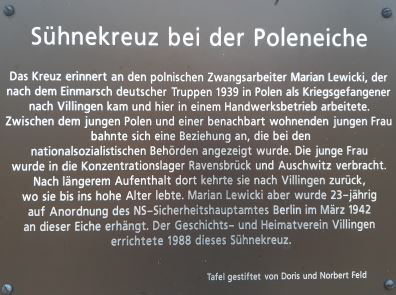 Sühnekreuz bei der Poleneiche
Das Kreuz erinnert an den polnischen Zwangsarbeiter Marian Lewicki, der
nach dem Einmarsch deutscher Truppen 1939 in Polen als Kriegsgefangener
nach Villingen kam und hier in einem Handwerksbetrieb arbeitete.
Zwischen dem jungen Polen und einer benachbart wohnenden jungen Frau
bahnte sich eine Beziehung an, die bei den
nationalsozialistischen Behörden angezeigt wurde. Die junge Frau
wurde in die Konzentrationslager Ravensbrück und Auschwitz verbracht.
Nach längerem Aufenthalt dort kehrte sie nach Villingen zurück,
wo sie bis ins hohe Alter lebte. Marian Lewicki aber wurde 23-jährig
auf Anordnung des NS-Sicherheitshauptamtes Berlin im März 1942
an dieser Eiche erhängt. Der Geschichts- und Heimatverein Villingen
errichtete 1988 dieses Sühnekreuz.
Tafel gestiftet von Doris und Norbert Feld